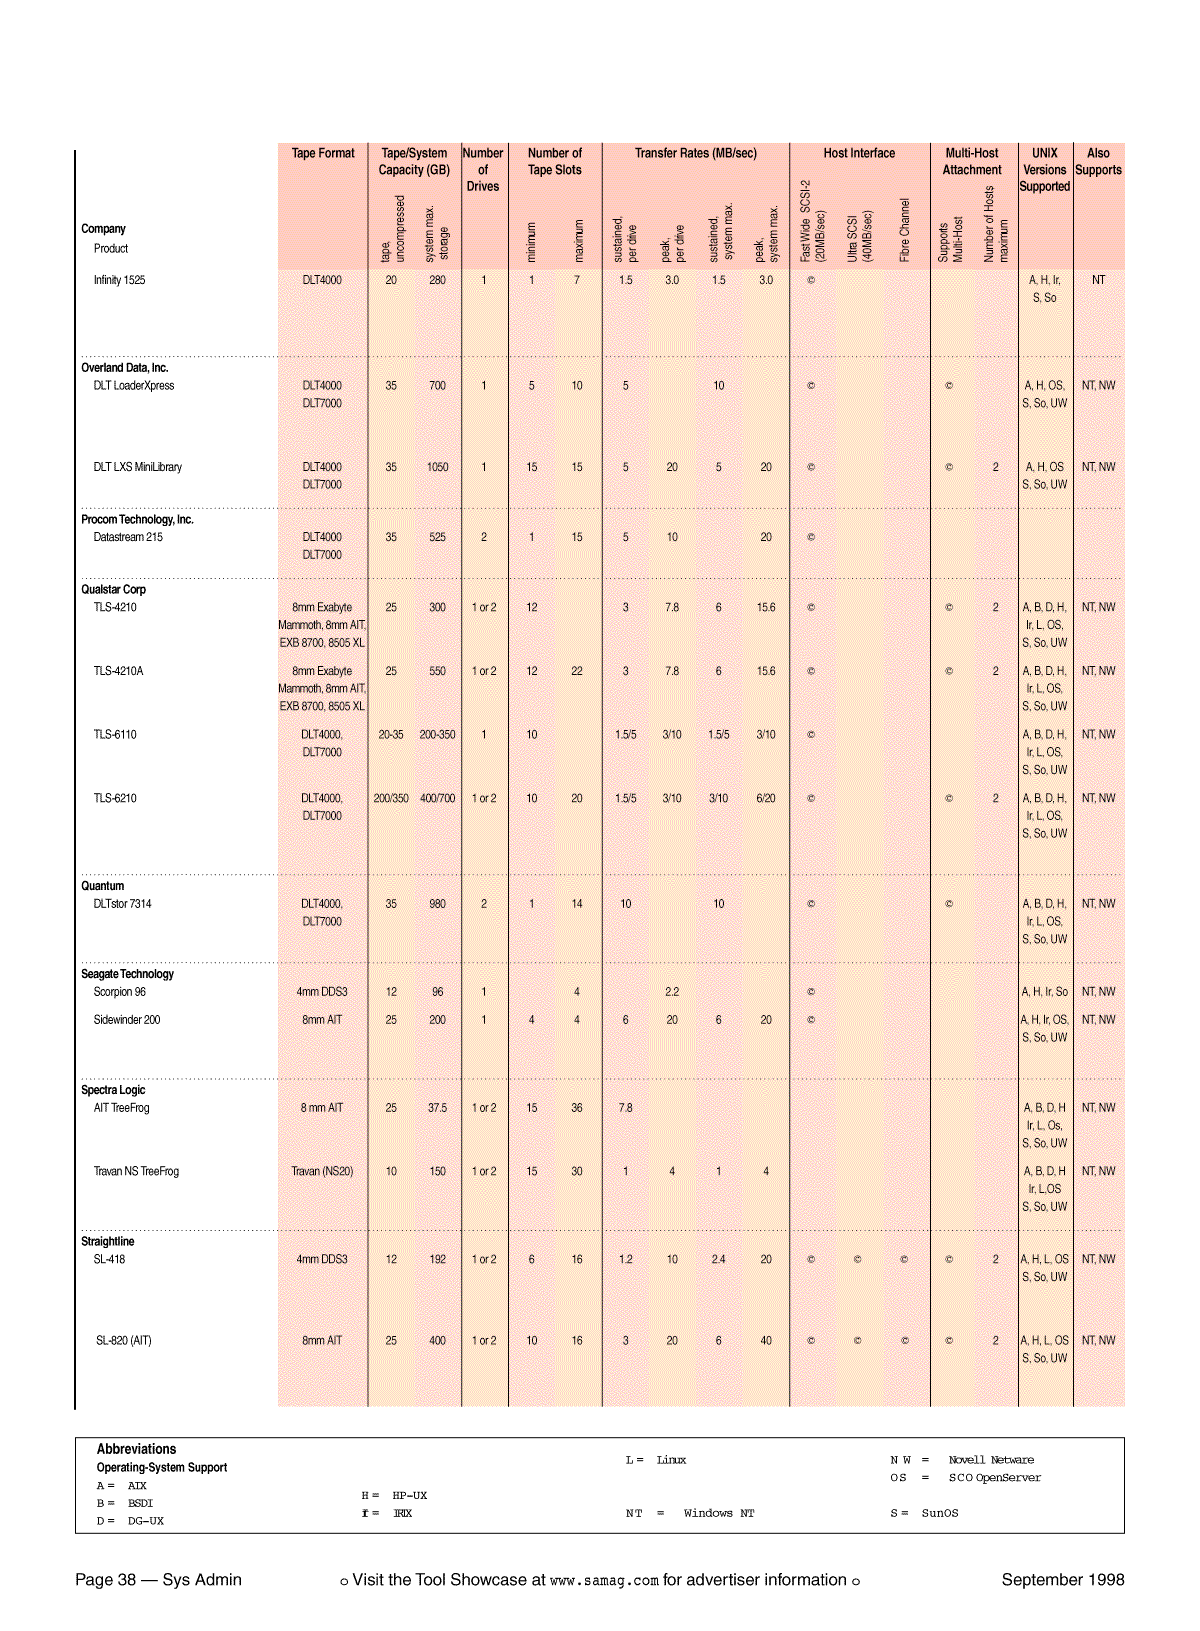 Tape Format Tape/System Number Number of Transfer Rates (MB/sec) Host Interface Multi-Host UNIX Also
Capacity (GB) of Tape Slots Attachment Versions Supports
Drives Supported
tape, uncompressed
system max. storage
minimum
maximum
sustained, per drive
peak, per drive
sustained, system max.
peak, system max.
Fast Wide SCSI-2 (20MB/sec)
Ultra SCSI (40MB/sec)
Fibre Channel
Supports Multi-Host
Number of Hosts maximum
Company
Product
Infinity 1525 DLT4000 20 280 1 1 7 1.5 3.0 1.5 3.0 © A, H, Ir, NT
S, So
Overland Data, Inc.
DLT LoaderXpress DLT4000 35 700 1 5 10 5 10 © © A, H, OS, NT, NW
DLT7000 S, So, UW
DLT LXS MiniLibrary DLT4000 35 1050 1 15 15 5 20 5 20 © © 2 A, H, OS NT, NW
DLT7000 S, So, UW
Procom Technology, Inc.
Datastream 215 DLT4000 35 525 2 1 15 5 10 20 ©
DLT7000
Qualstar Corp
TLS-4210 8mm Exabyte 25 300 1 or 2 12 3 7.8 6 15.6 © © 2 A, B, D, H, NT, NW
Mammoth, 8mm AIT, Ir, L, OS,
EXB 8700, 8505 XL S, So, UW
TLS-4210A 8mm Exabyte 25 550 1 or 2 12 22 3 7.8 6 15.6 © © 2 A, B, D, H, NT, NW
Mammoth, 8mm AIT, Ir, L, OS,
EXB 8700, 8505 XL S, So, UW
TLS-6110 DLT4000, 20-35 200-350 1 10 1.5/5 3/10 1.5/5 3/10 © A, B, D, H, NT, NW
DLT7000 Ir, L, OS,
S, So, UW
TLS-6210 DLT4000, 200/350 400/700 1 or 2 10 20 1.5/5 3/10 3/10 6/20 © © 2 A, B, D, H, NT, NW
DLT7000 Ir, L, OS,
S, So, UW
Quantum
DLTstor 7314 DLT4000, 35 980 2 1 14 10 10 © © A, B, D, H, NT, NW
DLT7000 Ir, L, OS,
S, So, UW
Seagate Technology
Scorpion 96 4mm DDS3 12 96 1 4 2.2 © A, H, Ir, So NT, NW
Sidewinder 200 8mm AIT 25 200 1 4 4 6 20 6 20 © A, H, Ir, OS, NT, NW
S, So, UW
Spectra Logic
AIT TreeFrog 8 mm AIT 25 37.5 1 or 2 15 36 7.8 A, B, D, H NT, NW
Ir, L, Os,
S, So, UW
Travan NS TreeFrog Travan (NS20) 10 150 1 or 2 15 30 1 4 1 4 A, B, D, H NT, NW
Ir, L,OS
S, So, UW
Straightline
SL-418 4mm DDS3 12 192 1 or 2 6 16 1.2 10 2.4 20 © © © © 2 A, H, L, OS NT, NW
S, So, UW
SL-820 (AIT) 8mm AIT 25 400 1 or 2 10 16 3 20 6 40 © © © © 2 A, H, L, OS NT, NW
S, So, UW
Abbreviations
Operating-System Support
A = AIX
B = BSDI
D = DG-UX
H = HP-UX
= IRIX
L = Linux
NT = Windows NT
NW = Novell Netware
OS = SCO OpenServer
S = SunOS
Page 38 — Sys Admin o Visit the Tool Showcase at www.samag.com for advertiser information o September 1998